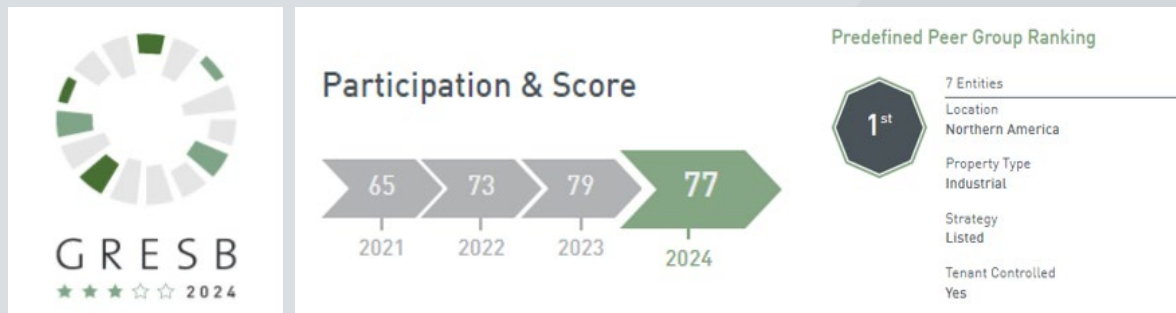 GRESB
★★★☆☆ 2024
Participation & Score
65 73 79 77
2021 2022 2023 2024
Predefined Peer Group Ranking
1st
7 Entities
Location
Northern America
Property Type
Industrial
Strategy
Listed
Tenant Controlled
Yes